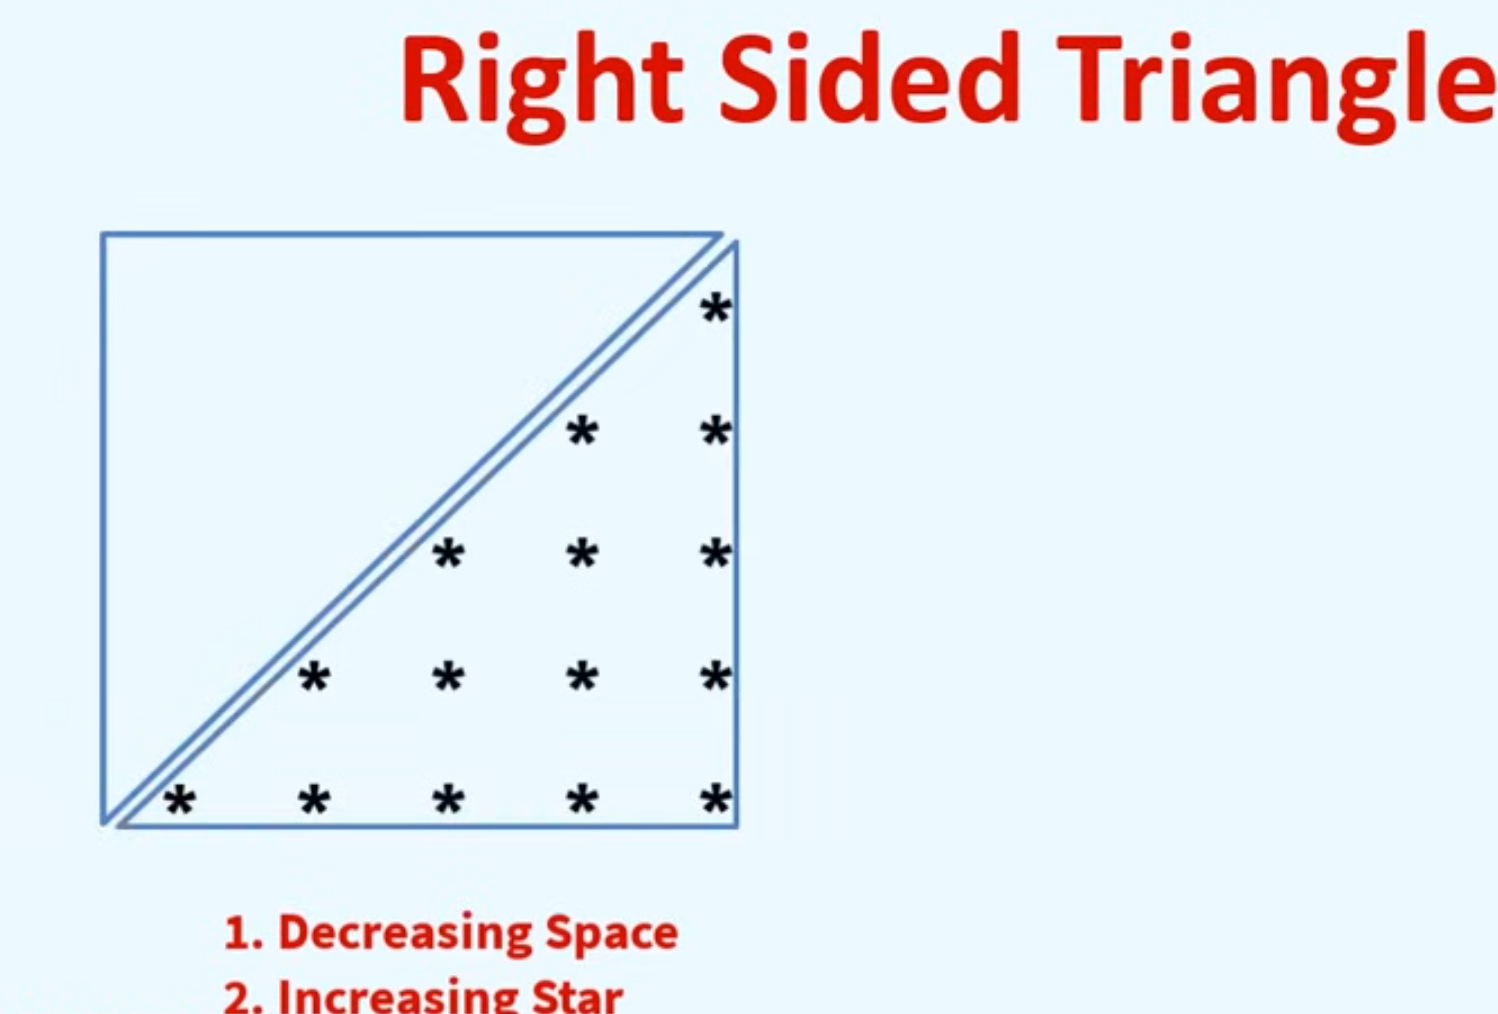 Right Sided Triangle
*
* *
* * *
* * * *
* * * * *
1. Decreasing Space
2. Increasing Star